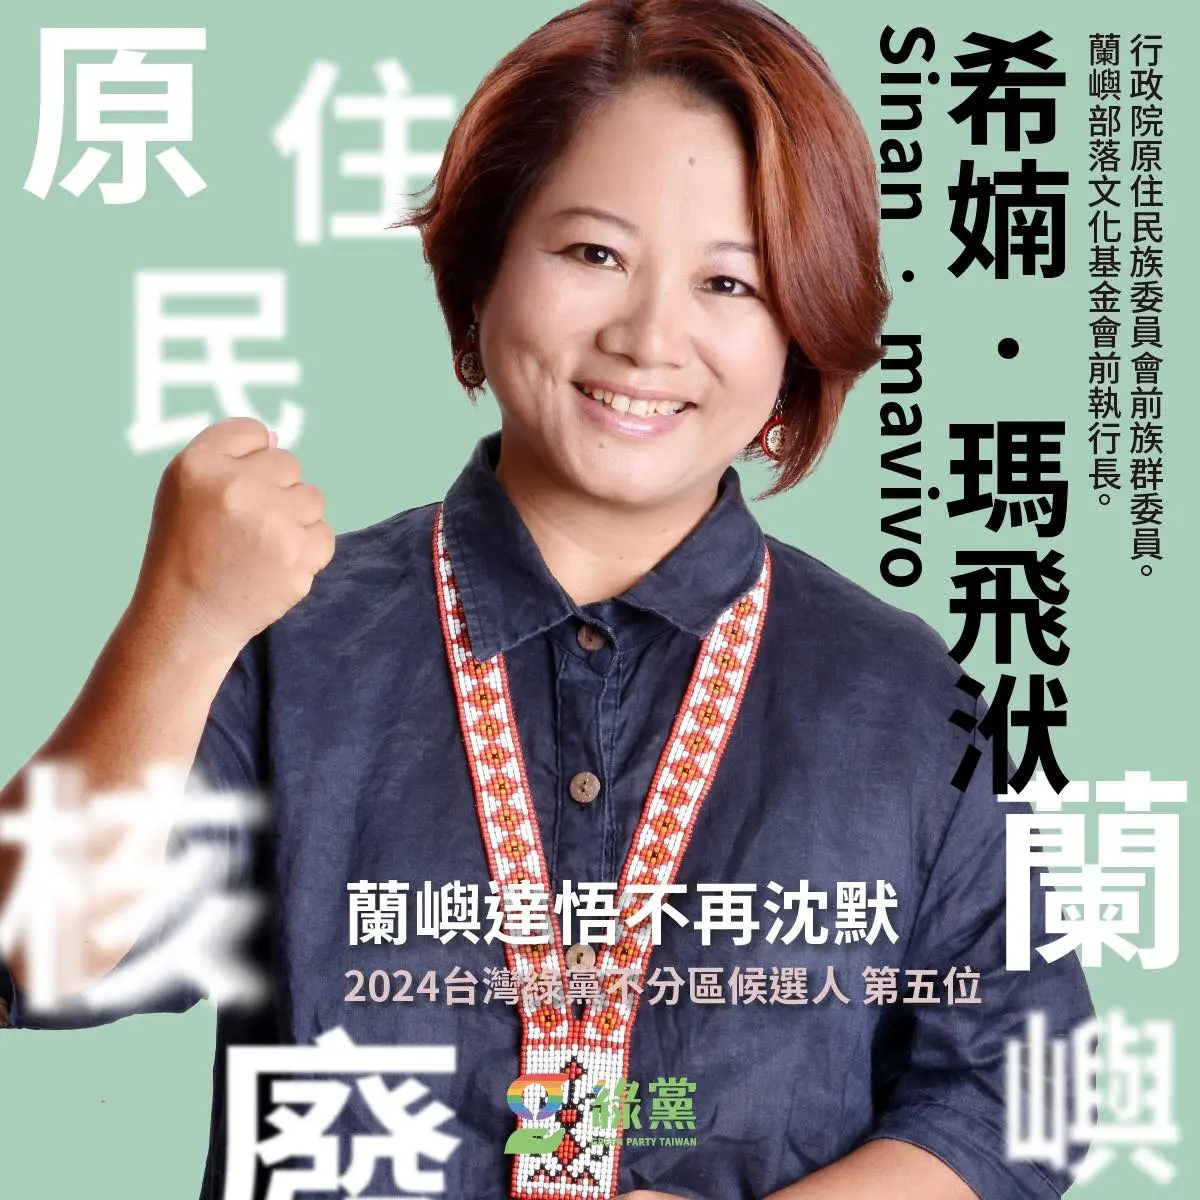 行政院原住民族委員會前族群委員。
蘭嶼部落文化基金會前執行長。
希婻．瑪飛洑
Sinan．mavivo
原
住
民
核
廢
蘭
嶼
蘭嶼達悟不再沈默
2024台灣綠黨不分區候選人 第五位
綠黨
GREEN PARTY TAIWAN